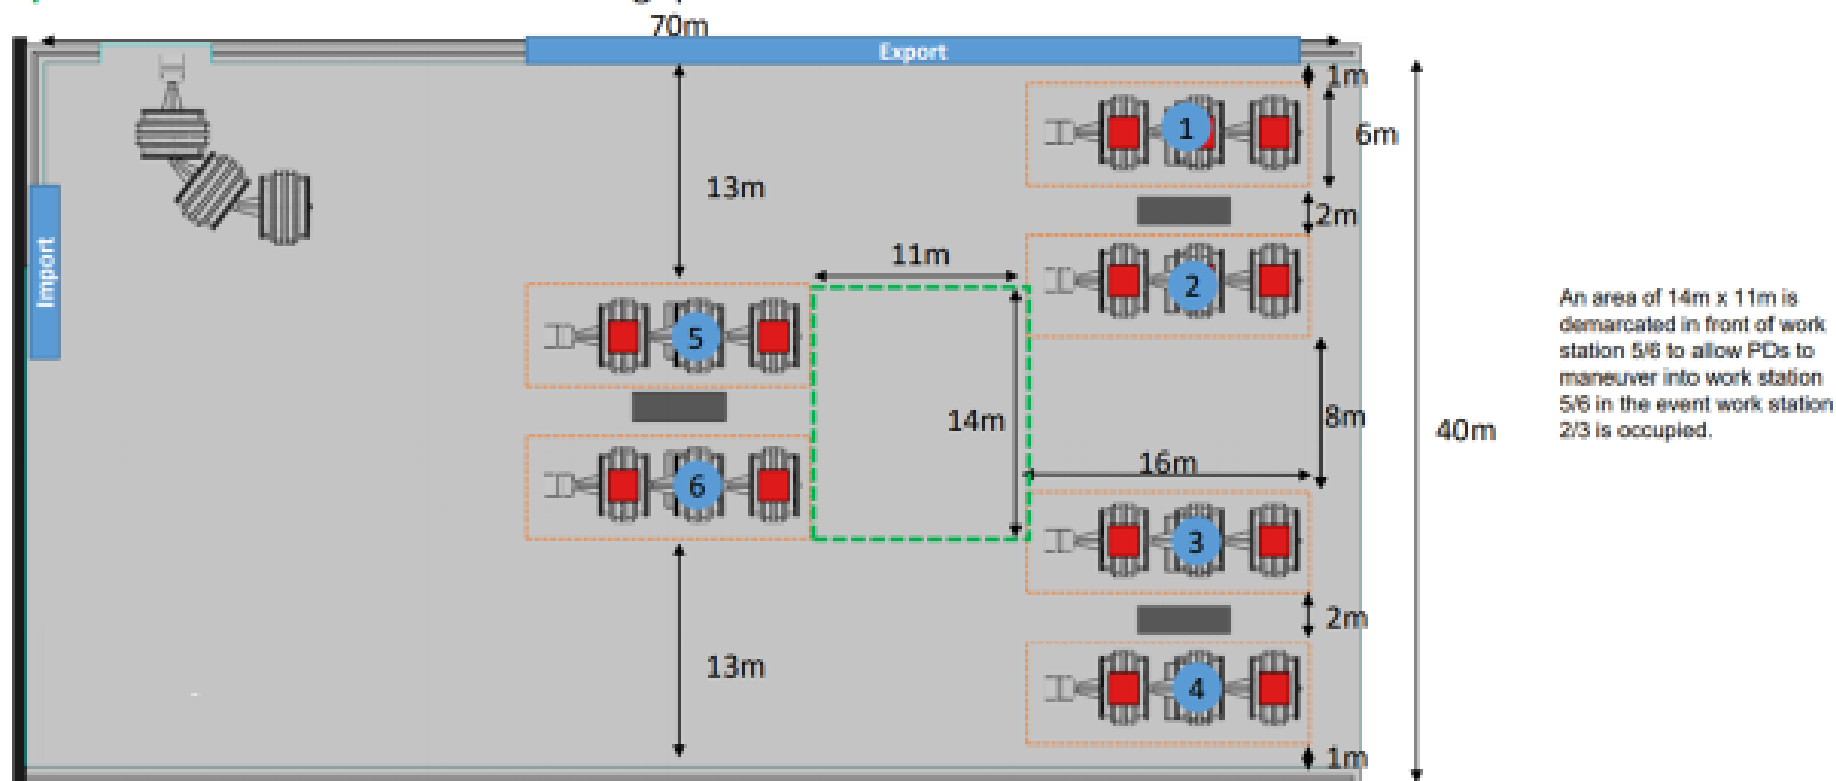 70m
Export
1m
1
6m
13m
2m
Import
11m
2
An area of 14m x 11m is
demarcated in front of work
station 5/6 to allow PDs to
maneuver into work station
5/6 in the event work station
2/3 is occupied.
5
14m
8m
40m
16m
6
3
2m
13m
4
1m